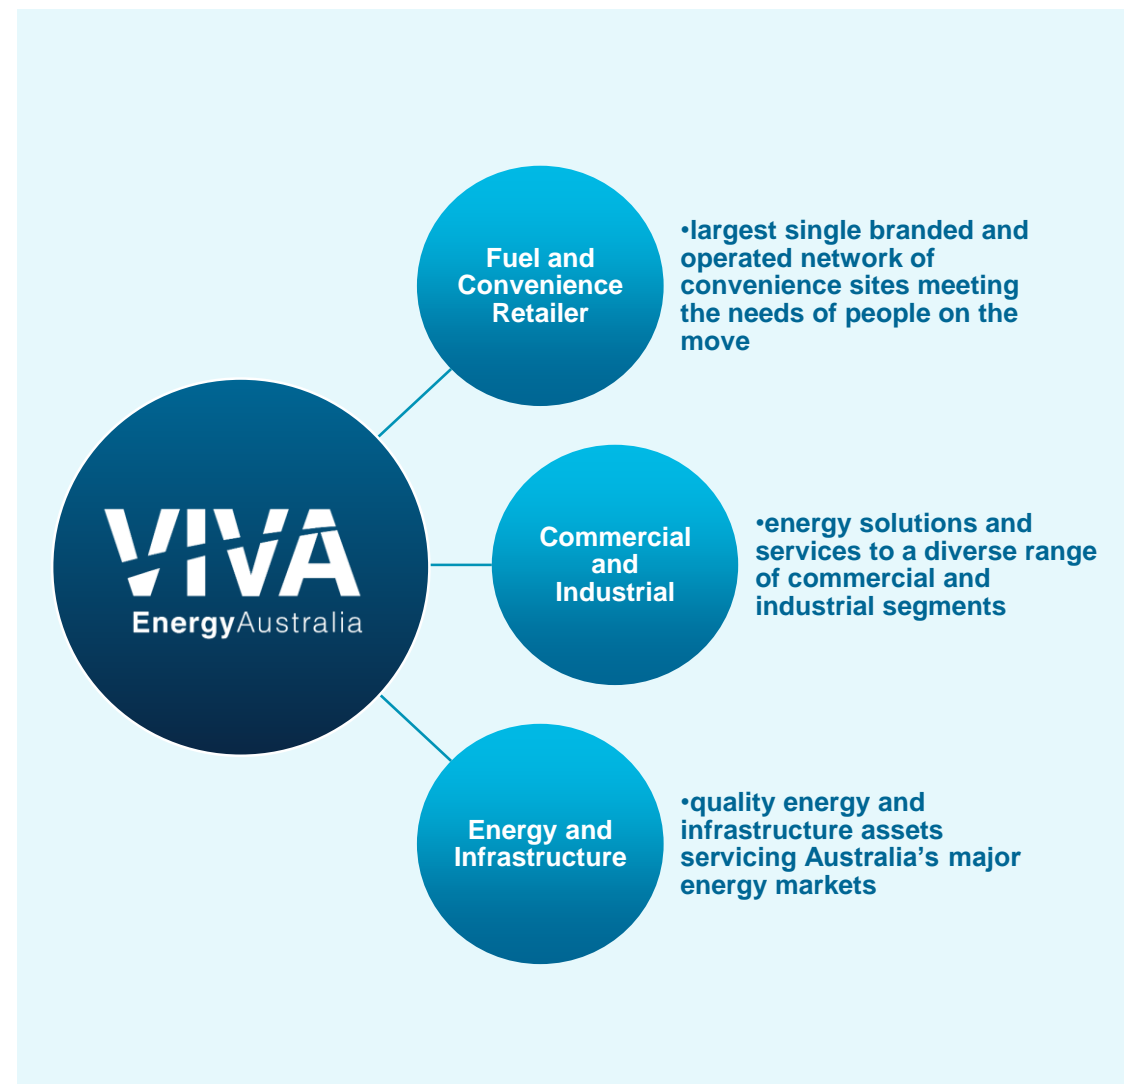 Fuel and
Convenience
Retailer
•largest single branded and
operated network of
convenience sites meeting
the needs of people on the
move
VIVA
EnergyAustralia
Commercial
and
Industrial
•energy solutions and
services to a diverse range
of commercial and
industrial segments
Energy and
Infrastructure
•quality energy and
infrastructure assets
servicing Australia’s major
energy markets